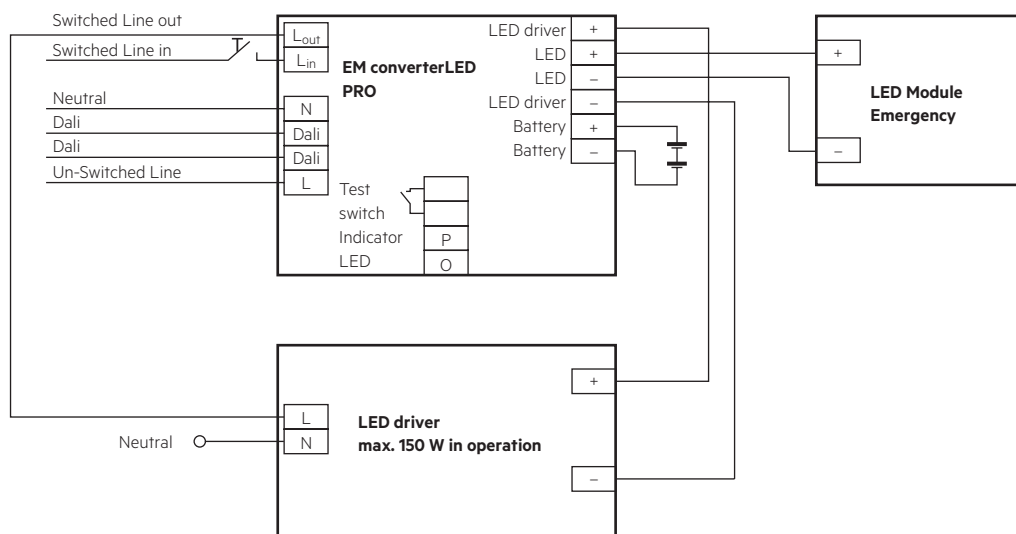 Switched Line out
Switched Line in
Neutral
Dali
Dali
Un-Switched Line
Lout
Lin
N
Dali
Dali
L
EM converterLED
PRO
Test
switch
Indicator
LED
P
O
LED driver +
LED +
LED –
LED driver –
Battery +
Battery –
+
–
LED Module
Emergency
L
N
Neutral
LED driver
max. 150 W in operation
+
–